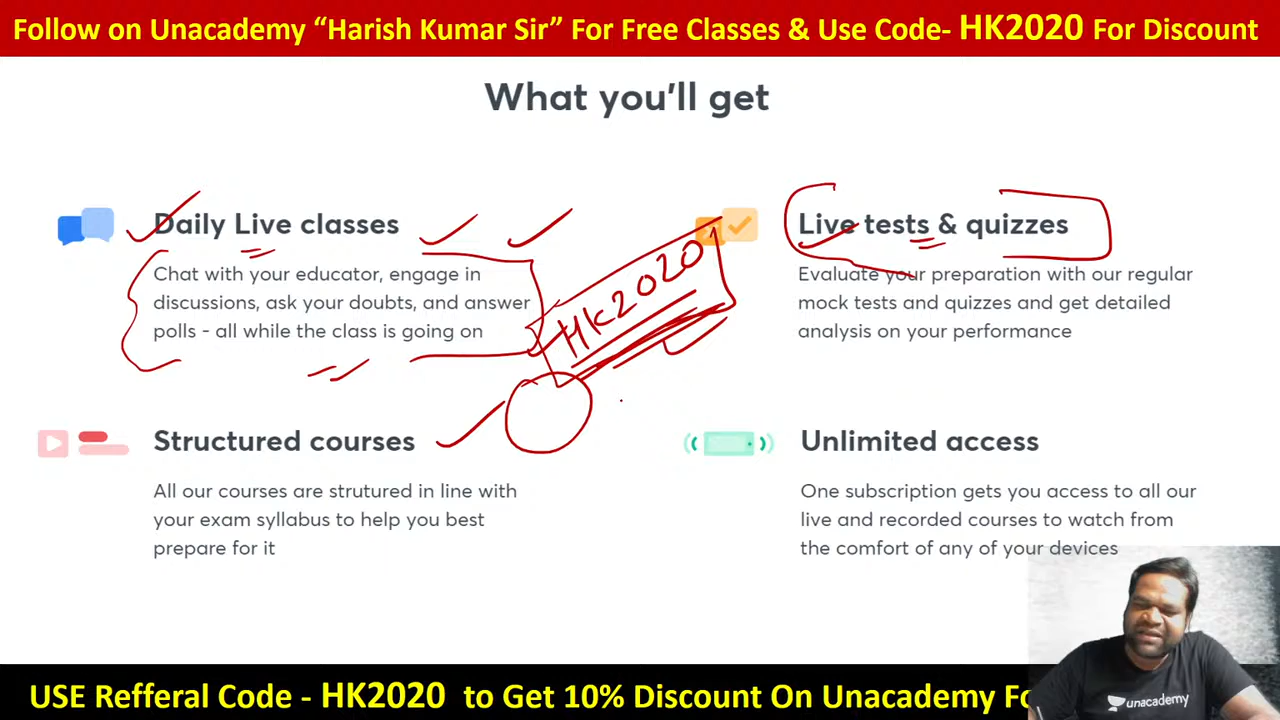 Follow on Unacademy “Harish Kumar Sir” For Free Classes & Use Code- HK2020 For Discount
What you'll get
Daily Live classes
Chat with your educator, engage in
discussions, ask your doubts, and answer
polls - all while the class is going on
Live tests & quizzes
Evaluate your preparation with our regular
mock tests and quizzes and get detailed
analysis on your performance
HK2020
Structured courses
All our courses are strutured in line with
your exam syllabus to help you best
prepare for it
Unlimited access
One subscription gets you access to all our
live and recorded courses to watch from
the comfort of any of your devices
unacademy
USE Refferal Code - HK2020 to Get 10% Discount On Unacademy